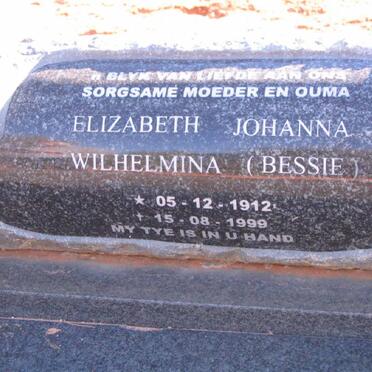 'n BLYK VAN LIEFDE AAN ONS
SORGSAME MOEDER EN OUMA
ELIZABETH JOHANNA
WILHELMINA (BESSIE)
★ 05-12-1912
✝ 15-08-1999
MY TYE IS IN U HAND